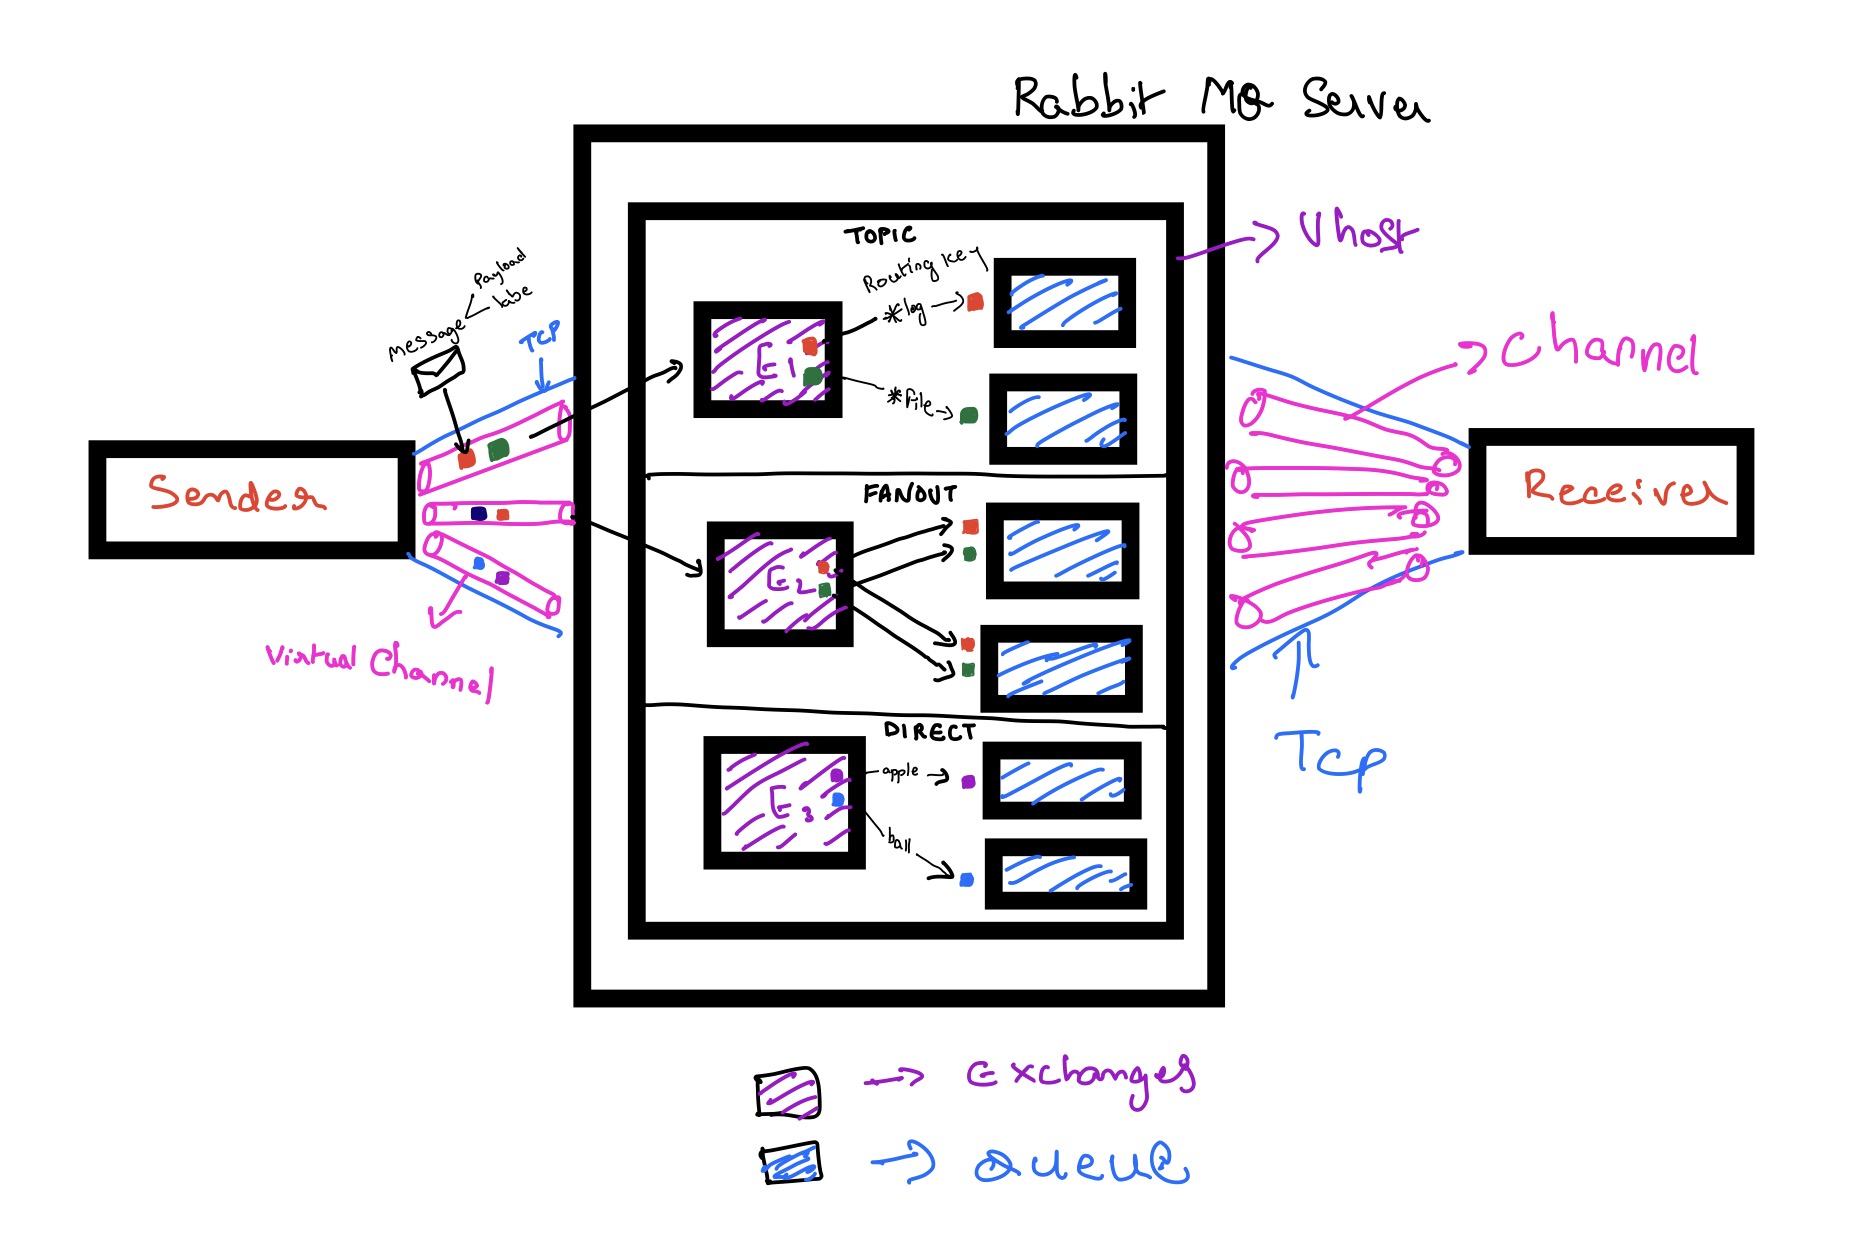 Rabbit MQ Server
TOPIC
Vhost
Routing key
Payload
labe
Message
TCP
*log
*file
E1
Channel
Sender
FANOUT
Receiver
E2
Virtual Channel
DIRECT
apple
E3
ball
TCP
Exchanges
Queue